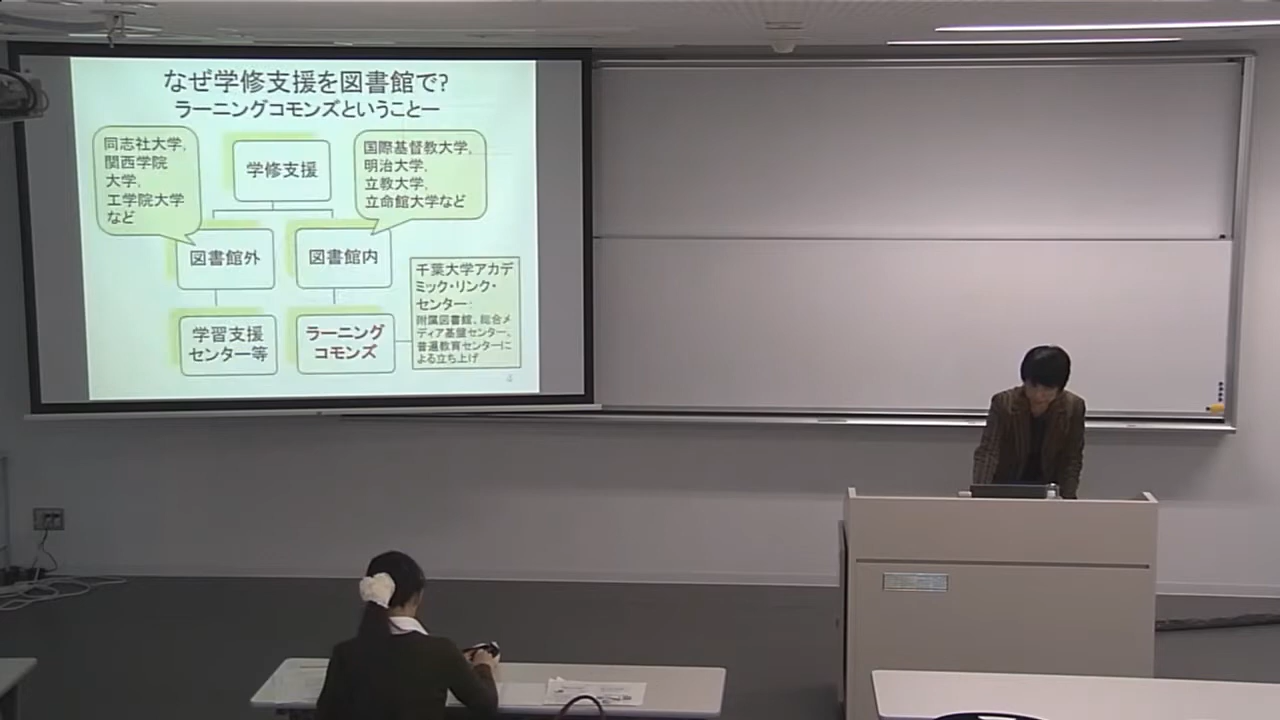 なぜ学修支援を図書館で?
ラーニングコモンズということー
同志社大学,
関西学院
大学,
工学院大学
など
学修支援
国際基督教大学,
明治大学,
立教大学,
立命館大学など
図書館外
図書館内
学習支援
センター等
ラーニング
コモンズ
千葉大学アカデ
ミック・リンク・
センター:
附属図書館、総合メ
ディア基盤センター、
普遍教育センターに
よる立ち上げ
4